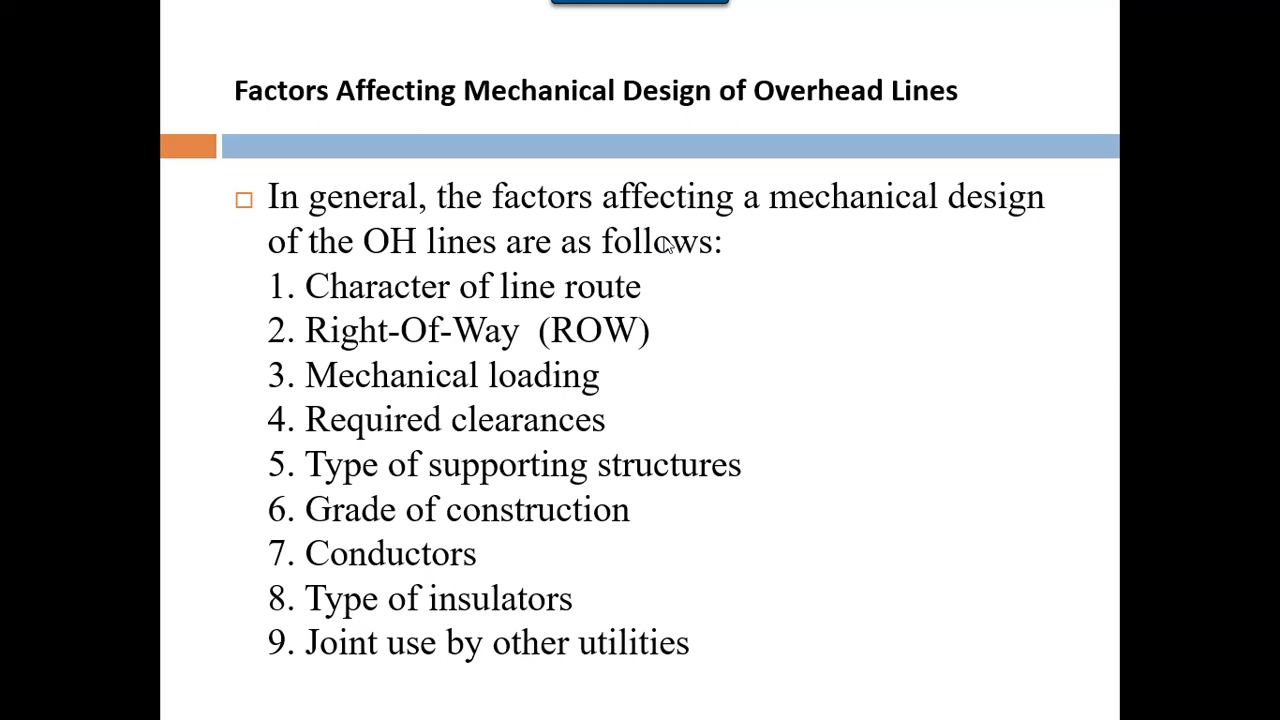 Factors Affecting Mechanical Design of Overhead Lines
In general, the factors affecting a mechanical design
of the OH lines are as follows:
1. Character of line route
2. Right-Of-Way (ROW)
3. Mechanical loading
4. Required clearances
5. Type of supporting structures
6. Grade of construction
7. Conductors
8. Type of insulators
9. Joint use by other utilities